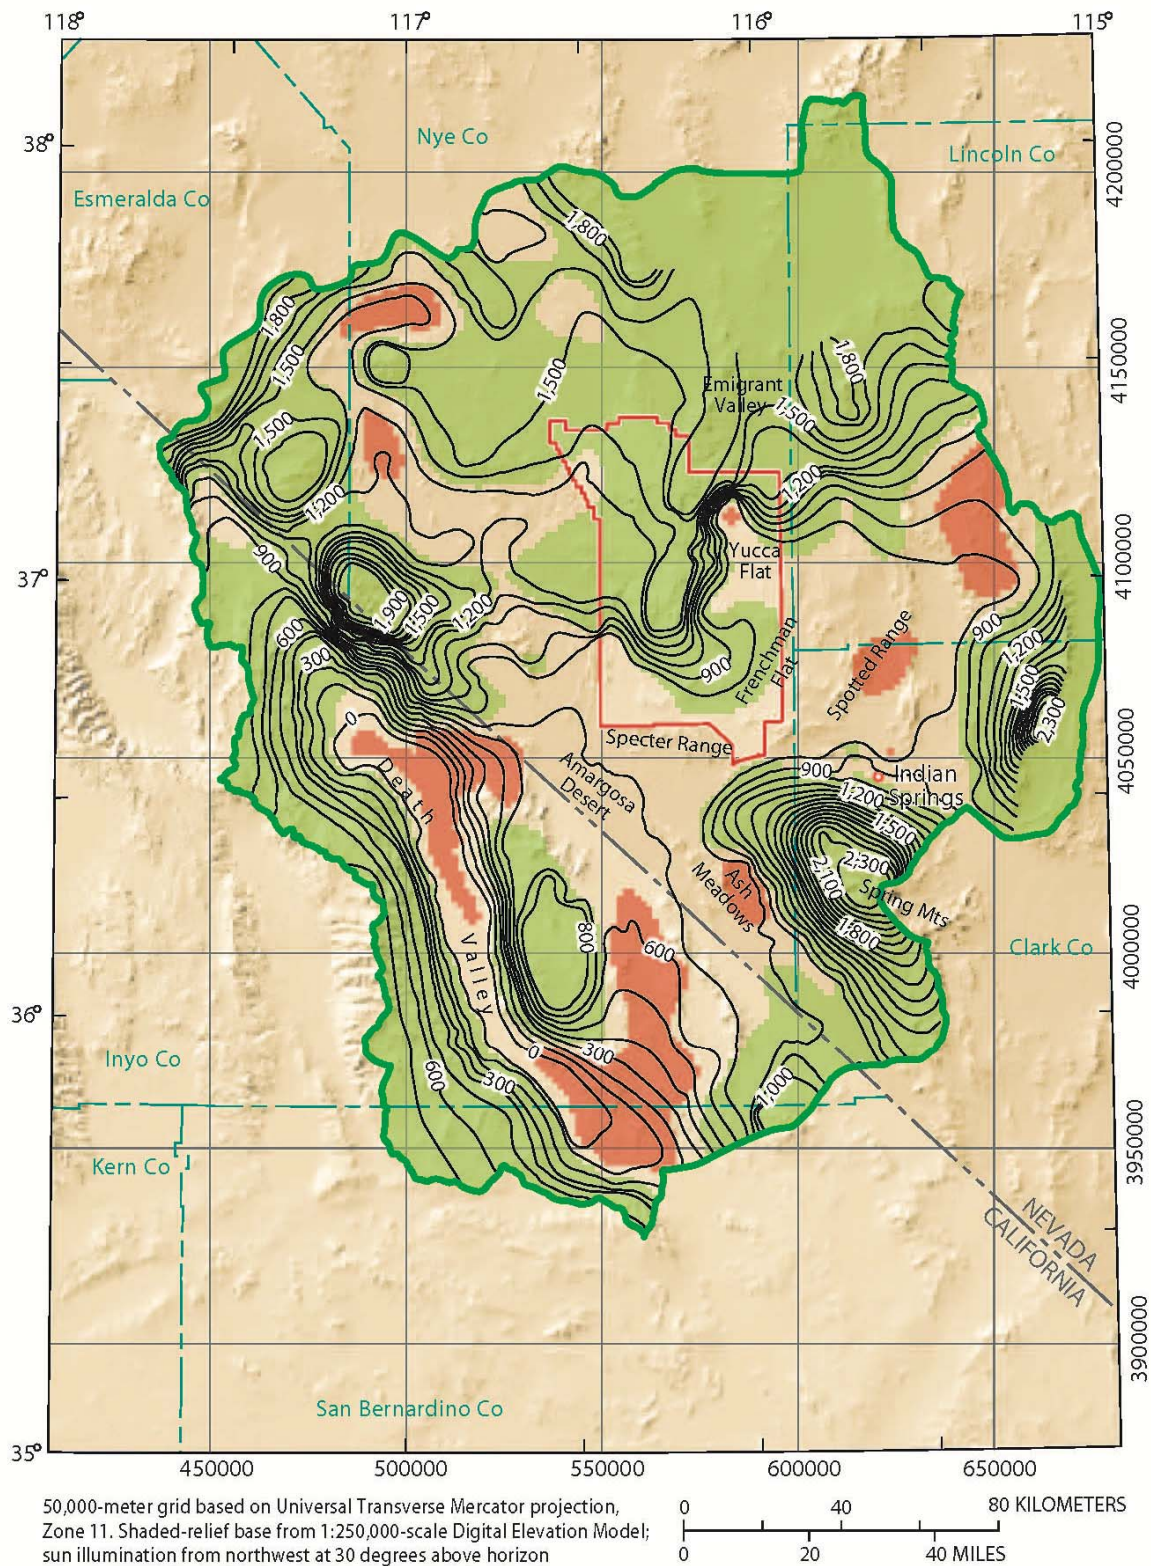 118°
117°
116°
115°
Nye Co
38°
Lincoln Co
4200000
Esmeralda Co
1,800
1,800
1,500
4150000
1,800
1,500
Emigrant
Valley
1,500
1,500
1,200
1,200
Yucca
Flat
4100000
900
37°
1,900
1,500
1,200
600
300
900
Frenchman
Flat
Spotted Range
900
1,200
1,500
2,300
0
Specter Range
4050000
Death
Valley
Amargosa
Desert
900
Indian
Springs
1,200
1,500
2,300
2,100
Spring Mts
1,800
Ash
Meadows
800
600
Clark Co
4000000
36°
0
300
Inyo Co
600
300
1,000
3950000
Kern Co
NEVADA
CALIFORNIA
3900000
San Bernardino Co
35°
450000
500000
550000
600000
650000
50,000-meter grid based on Universal Transverse Mercator projection,
Zone 11. Shaded-relief base from 1:250,000-scale Digital Elevation Model;
sun illumination from northwest at 30 degrees above horizon
0 40 80 KILOMETERS
0 20 40 MILES